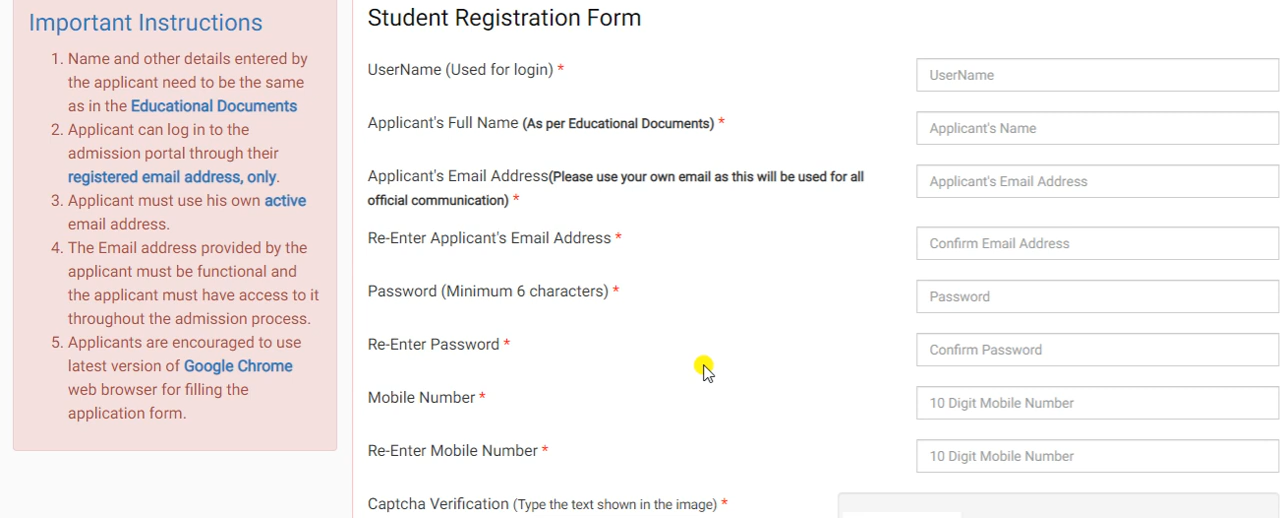 Important Instructions
1. Name and other details entered by
the applicant need to be the same
as in the Educational Documents
2. Applicant can log in to the
admission portal through their
registered email address, only.
3. Applicant must use his own active
email address.
4. The Email address provided by the
applicant must be functional and
the applicant must have access to it
throughout the admission process.
5. Applicants are encouraged to use
latest version of Google Chrome
web browser for filling the
application form.
Student Registration Form
UserName (Used for login) *
UserName
Applicant's Full Name (As per Educational Documents) *
Applicant's Name
Applicant's Email Address(Please use your own email as this will be used for all
official communication) *
Applicant's Email Address
Re-Enter Applicant's Email Address *
Confirm Email Address
Password (Minimum 6 characters) *
Password
Re-Enter Password *
Confirm Password
Mobile Number *
10 Digit Mobile Number
Re-Enter Mobile Number *
10 Digit Mobile Number
Captcha Verification (Type the text shown in the image) *